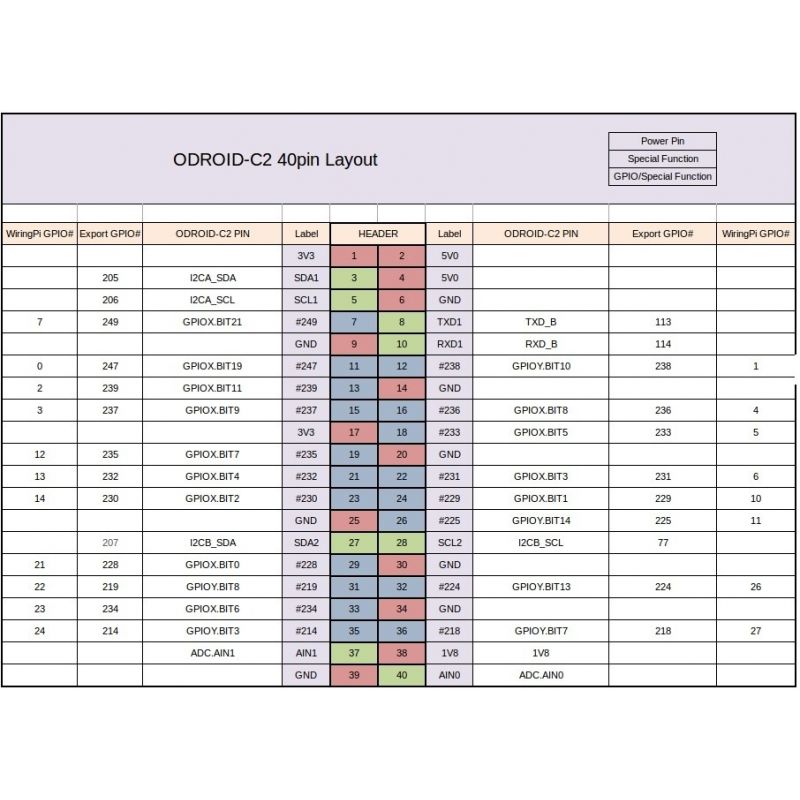 ODROID-C2 40pin Layout
Power Pin
Special Function
GPIO/Special Function
WiringPi GPIO# Export GPIO# ODROID-C2 PIN Label HEADER Label ODROID-C2 PIN Export GPIO# WiringPi GPIO#
3V3 1 2 5V0
205 I2CA_SDA SDA1 3 4 5V0
206 I2CA_SCL SCL1 5 6 GND
7 249 GPIOX.BIT21 #249 7 8 TXD1 TXD_B 113
GND 9 10 RXD1 RXD_B 114
0 247 GPIOX.BIT19 #247 11 12 #238 GPIOY.BIT10 238 1
2 239 GPIOX.BIT11 #239 13 14 GND
3 237 GPIOX.BIT9 #237 15 16 #236 GPIOX.BIT8 236 4
3V3 17 18 #233 GPIOX.BIT5 233 5
12 235 GPIOX.BIT7 #235 19 20 GND
13 232 GPIOX.BIT4 #232 21 22 #231 GPIOX.BIT3 231 6
14 230 GPIOX.BIT2 #230 23 24 #229 GPIOX.BIT1 229 10
GND 25 26 #225 GPIOY.BIT14 225 11
207 I2CB_SDA SDA2 27 28 SCL2 I2CB_SCL 77
21 228 GPIOX.BIT0 #228 29 30 GND
22 219 GPIOY.BIT8 #219 31 32 #224 GPIOY.BIT13 224 26
23 234 GPIOX.BIT6 #234 33 34 GND
24 214 GPIOY.BIT3 #214 35 36 #218 GPIOY.BIT7 218 27
ADC.AIN1 AIN1 37 38 1V8 1V8
GND 39 40 AIN0 ADC.AIN0